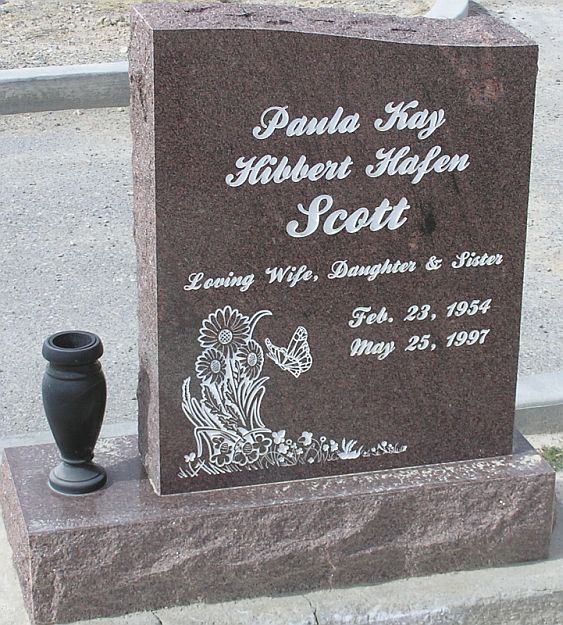 Paula Kay
Hibbert Hafen
Scott
Loving Wife, Daughter & Sister
Feb. 23, 1954
May 25, 1997